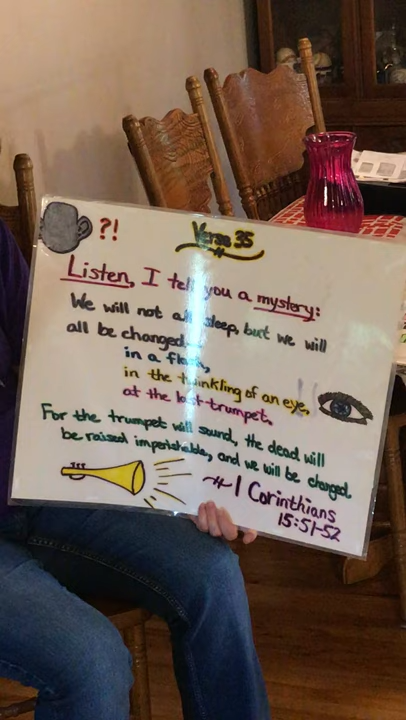 ?!
Verse 35
Listen, I tell you a mystery:
We will not all sleep, but we will
all be changed,
in a flash,
in the twinkling of an eye,
at the last trumpet.
For the trumpet will sound, the dead will
be raised imperishable, and we will be changed.
~ 1 Corinthians
15:51-52